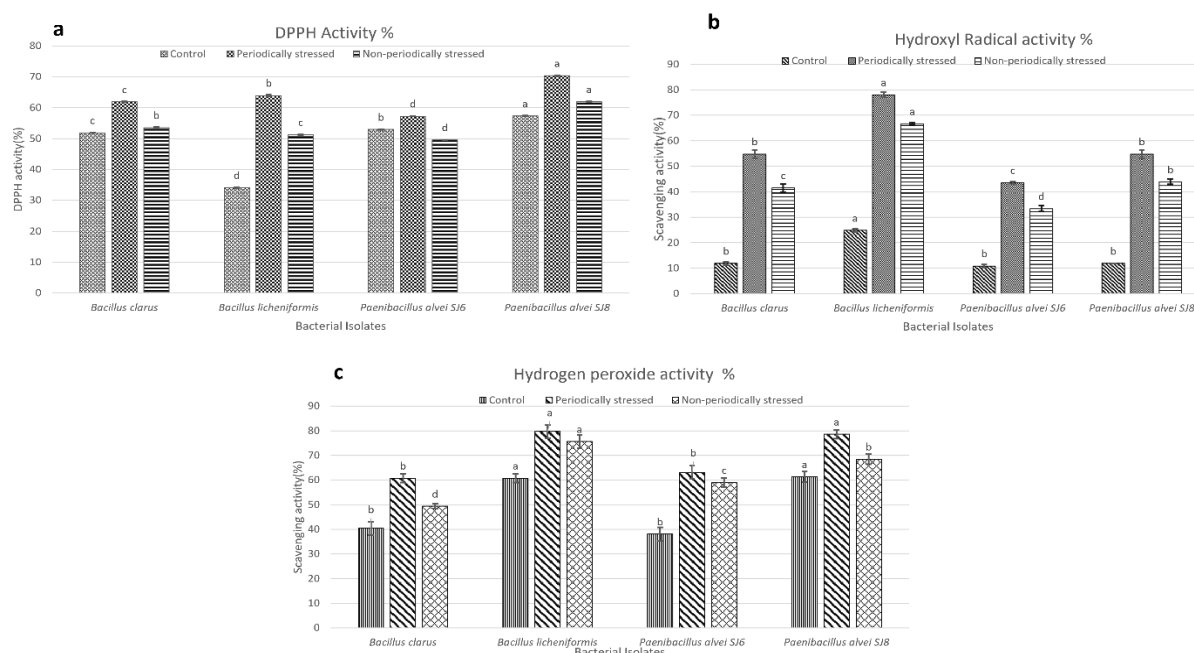 a
DPPH Activity %
Control Periodically stressed Non-periodically stressed
DPPH activity(%)
80
70
60
50
40
30
20
10
0
c c b
d b c
b d d
a a a
Bacillus clarus Bacillus licheniformis Paenibacillus alvei SJ6 Paenibacillus alvei SJ8
Bacterial Isolates
b
Hydroxyl Radical activity %
Control Periodically stressed Non-periodically stressed
Scavenging activity(%)
90
80
70
60
50
40
30
20
10
0
b b c
a a a
b c d
b b b
Bacillus clarus Bacillus licheniformis Paenibacillus alvei SJ6 Paenibacillus alvei SJ8
Bacterial Isolates
c
Hydrogen peroxide activity %
Control Periodically stressed Non-periodically stressed
Scavenging activity(%)
90
80
70
60
50
40
30
20
10
0
b b d
a a a
b b c
a a b
Bacillus clarus Bacillus licheniformis Paenibacillus alvei SJ6 Paenibacillus alvei SJ8
Bacterial Isolates